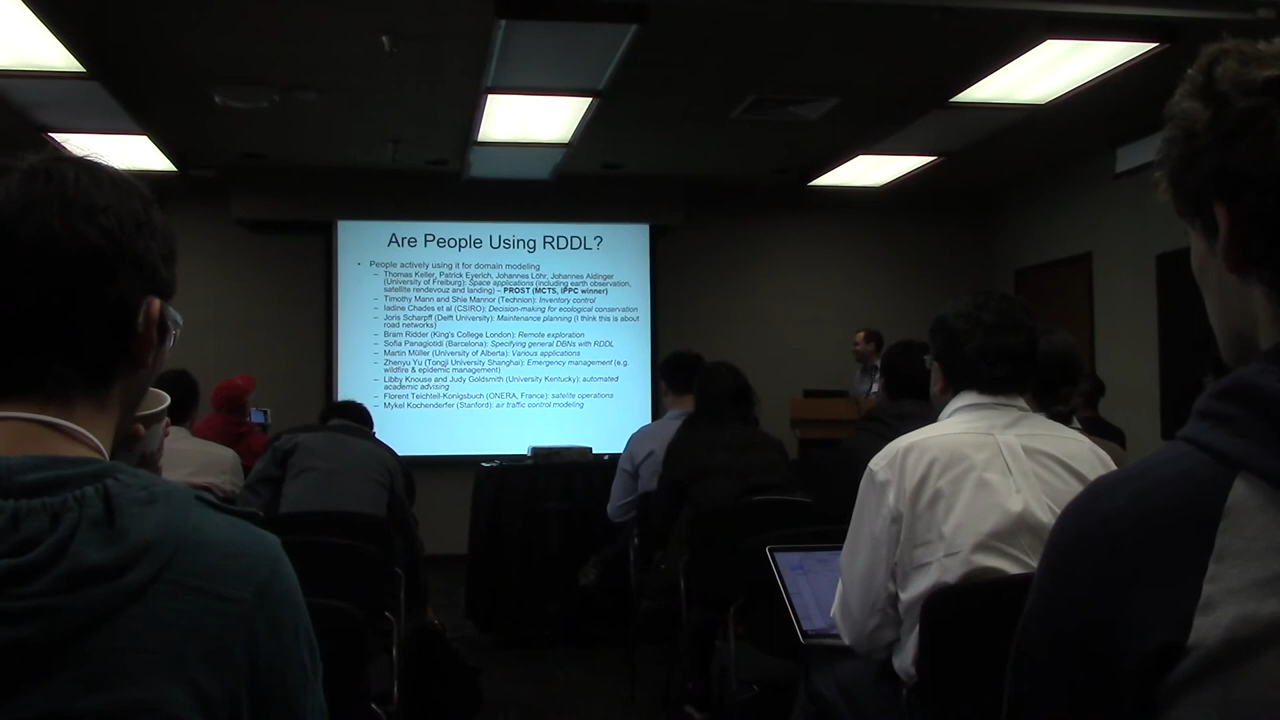 Are People Using RDDL?
• People actively using it for domain modeling
– Thomas Keller, Patrick Eyerich, Johannes Löhr, Johannes Aldinger
(University of Freiburg): Space applications (including earth observation,
satellite rendevouz and landing) – PROST (MCTS, IPPC winner)
– Timothy Mann and Shie Mannor (Technion): Inventory control
– Iadine Chades et al (CSIRO): Decision-making for ecological conservation
– Joris Scharpff (Delft University): Maintenance planning (I think this is about
road networks)
– Bram Ridder (King's College London): Remote exploration
– Sofia Panagiotidi (Barcelona): Specifying general DBNs with RDDL
– Martin Müller (University of Alberta): Various applications
– Zhenyu Yu (Tongji University Shanghai): Emergency management (e.g.
wildfire & epidemic management)
– Libby Knouse and Judy Goldsmith (University Kentucky): automated
academic advising
– Florent Teichteil-Konigsbuch (ONERA, France): satelite operations
– Mykel Kochenderfer (Stanford): air traffic control modeling